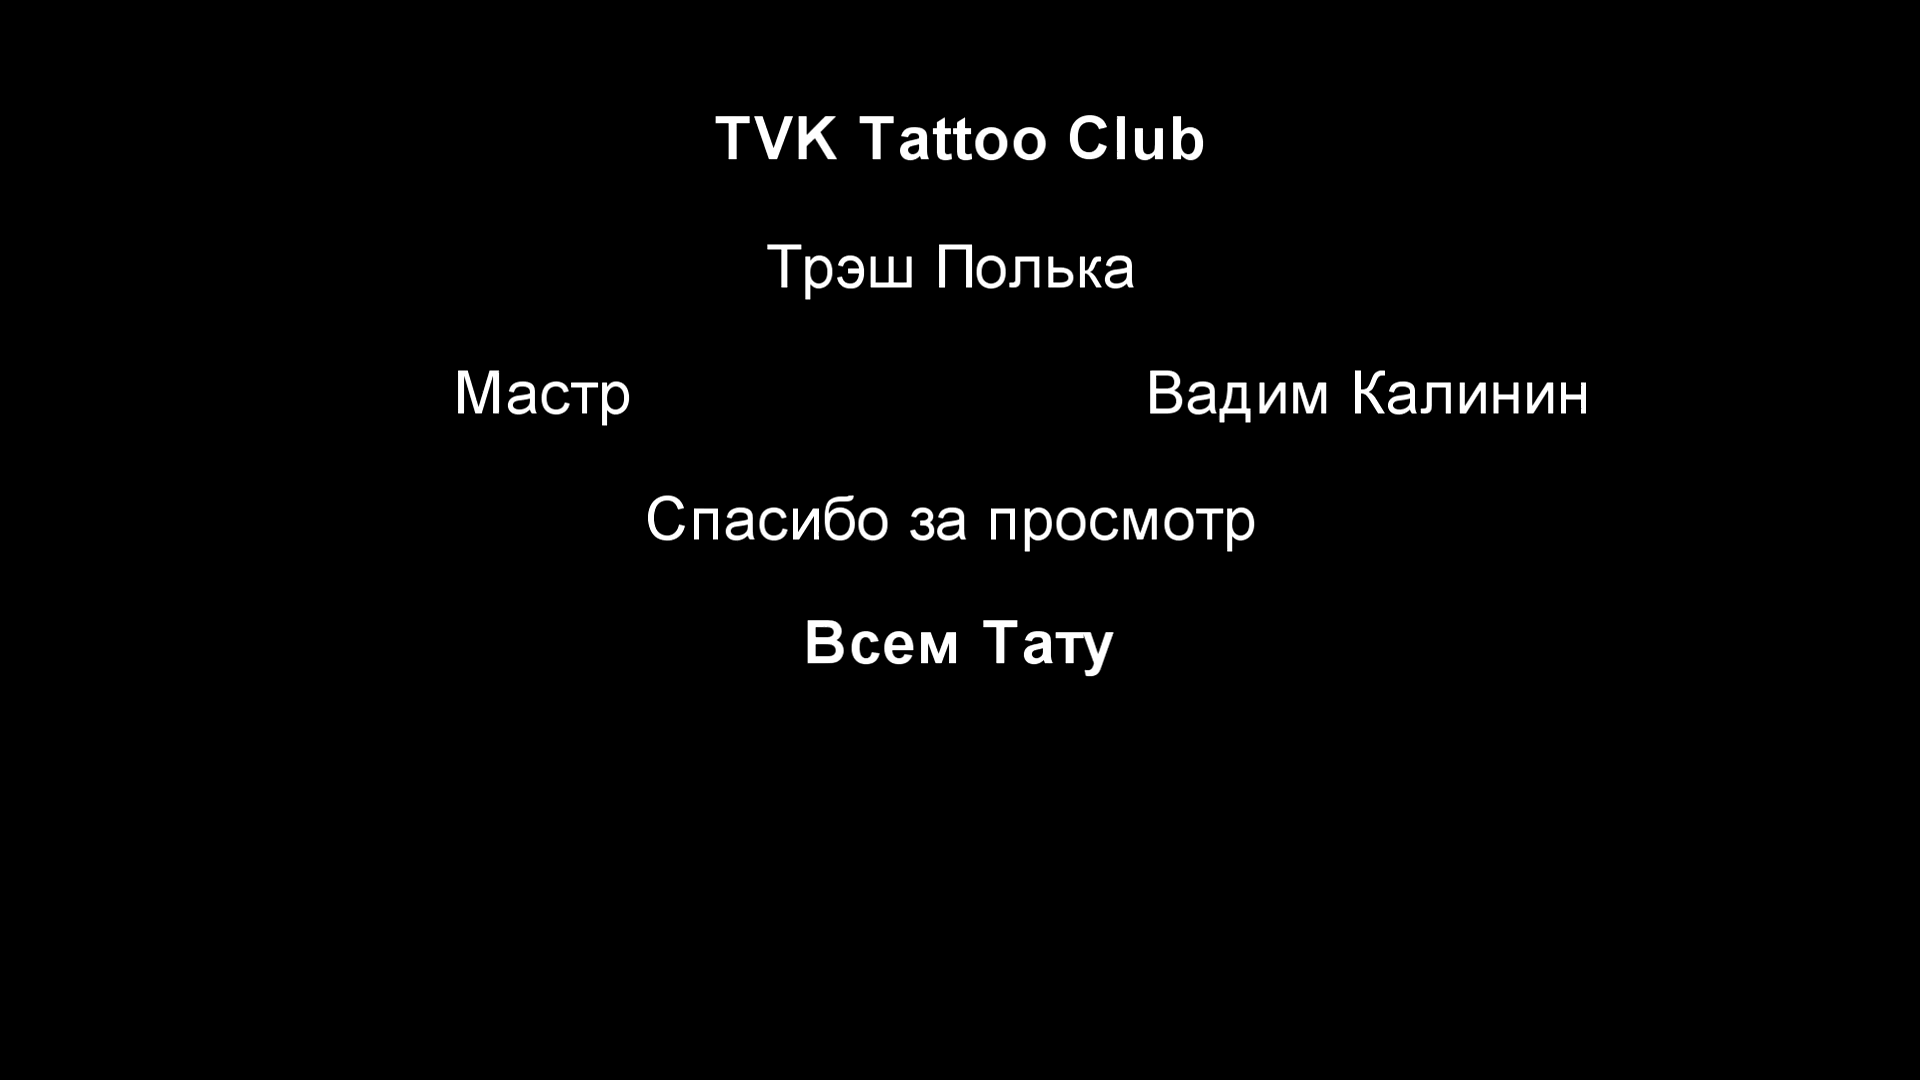 TVK Tattoo Club
Трэш Полька
Мастр Вадим Калинин
Спасибо за просмотр
Всем Тату